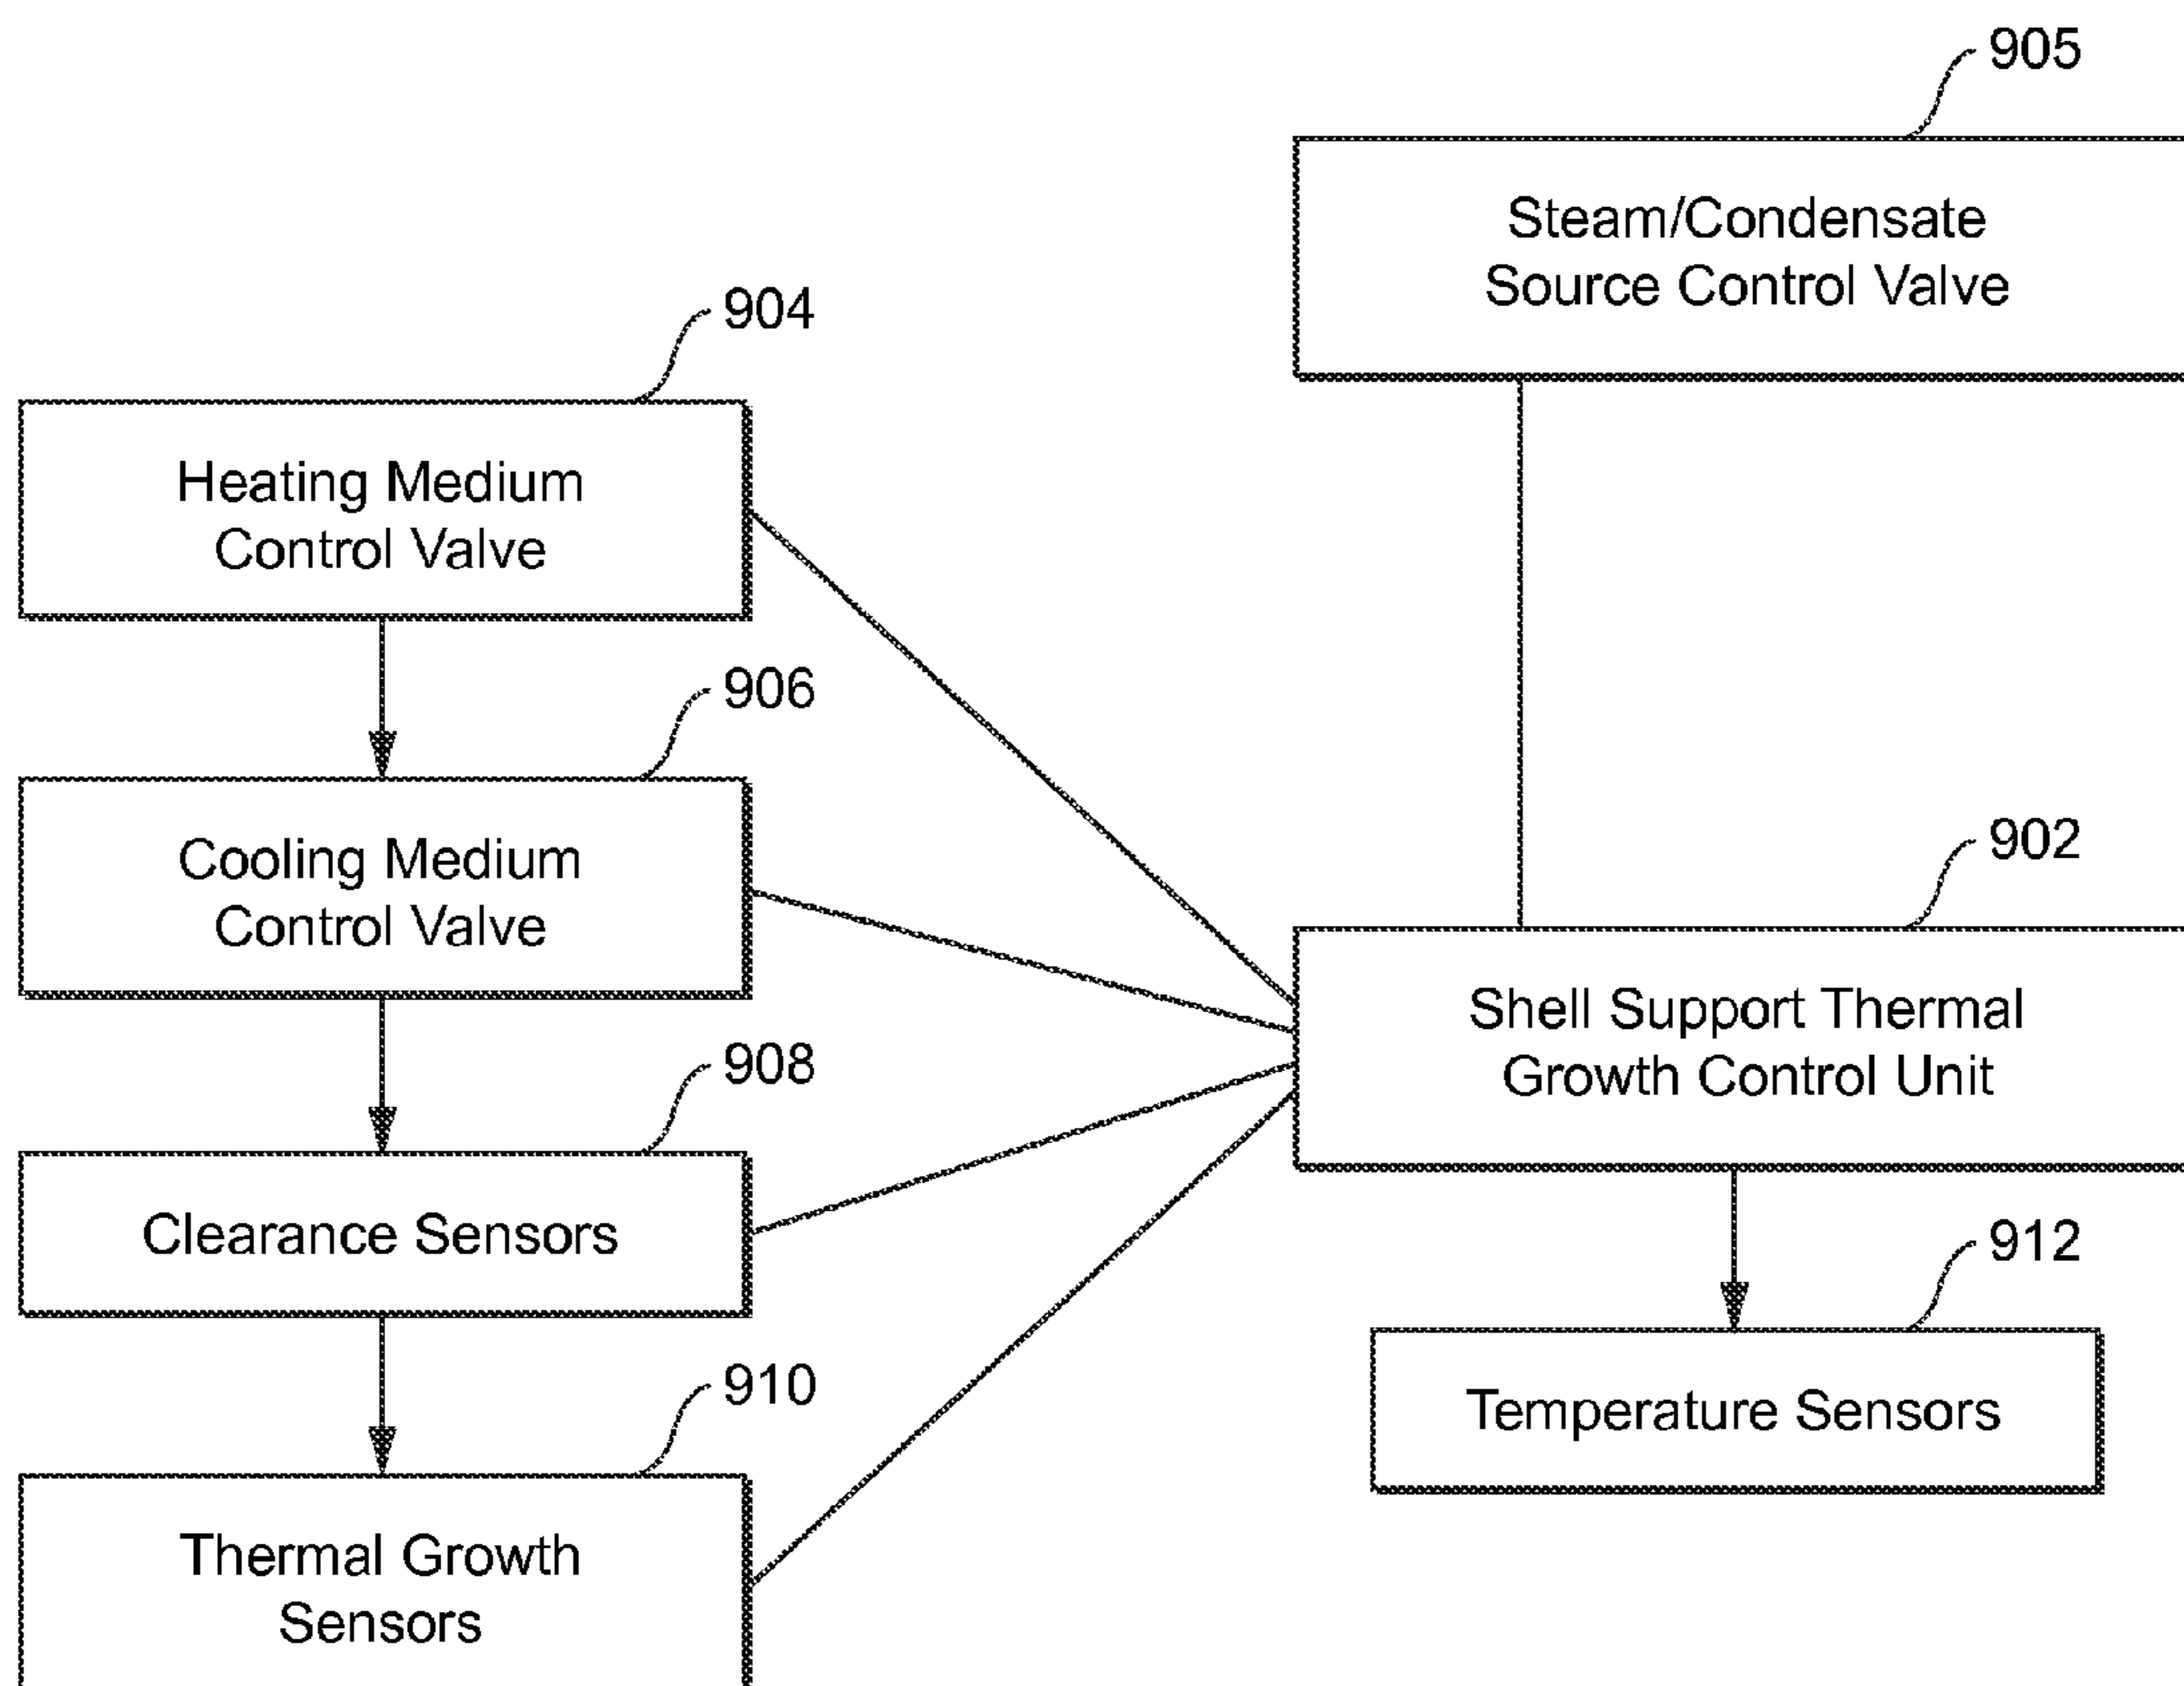 905
Steam/Condensate
Source Control Valve
904
Heating Medium
Control Valve
906
Cooling Medium
Control Valve
902
Shell Support Thermal
Growth Control Unit
908
Clearance Sensors
912
Temperature Sensors
910
Thermal Growth
Sensors